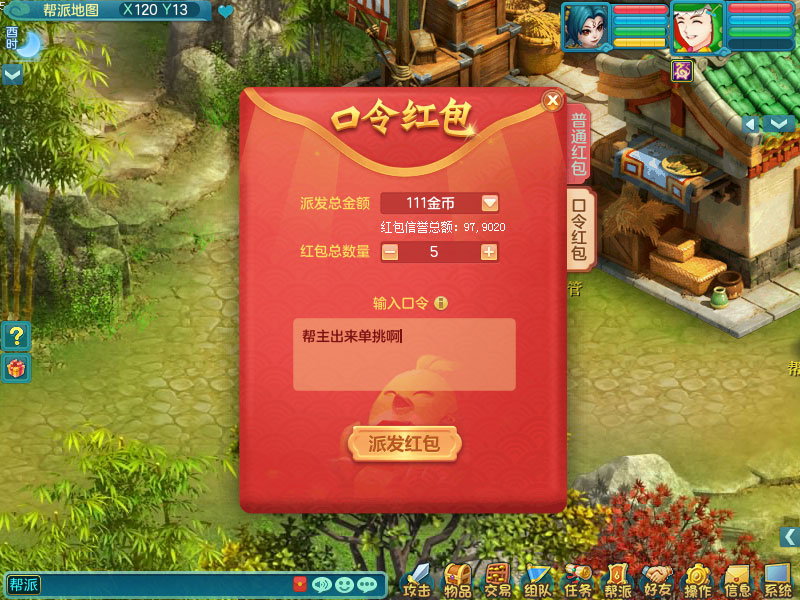 帮派地图 X120 Y13
酉时
口令红包
普通红包
口令红包
派发总金额 111金币
红包信誉总额：97,9020
红包总数量 5
输入口令
帮主出来单挑啊
派发红包
管
帮
帮派
攻击 物品 交易 组队 任务 帮派 好友 操作 信息 系统